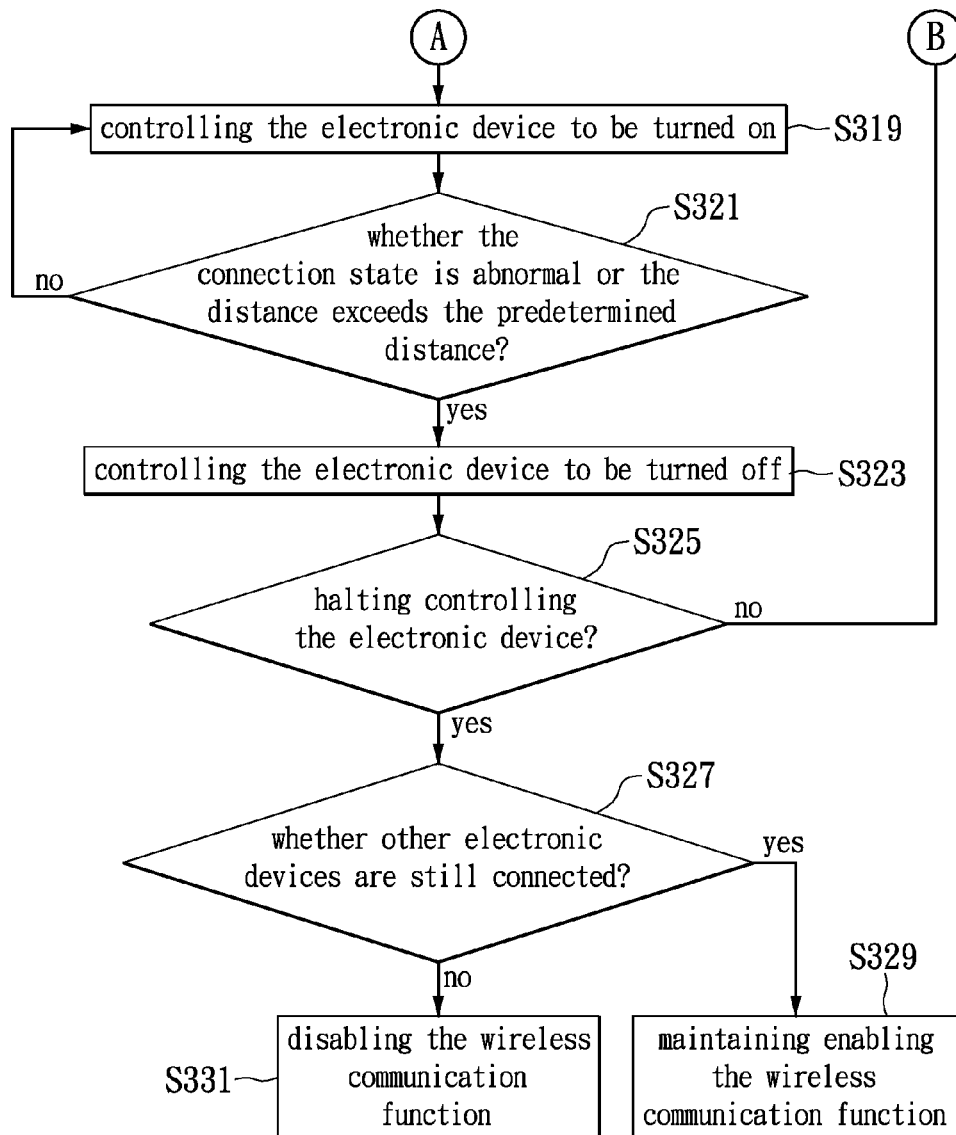 A
B
controlling the electronic device to be turned on
S319
S321
whether the
connection state is abnormal or the
distance exceeds the predetermined
distance?
no
yes
controlling the electronic device to be turned off
S323
S325
halting controlling
the electronic device?
no
yes
S327
whether other electronic
devices are still connected?
yes
no
S329
S331
disabling the wireless
communication
function
maintaining enabling
the wireless
communication function